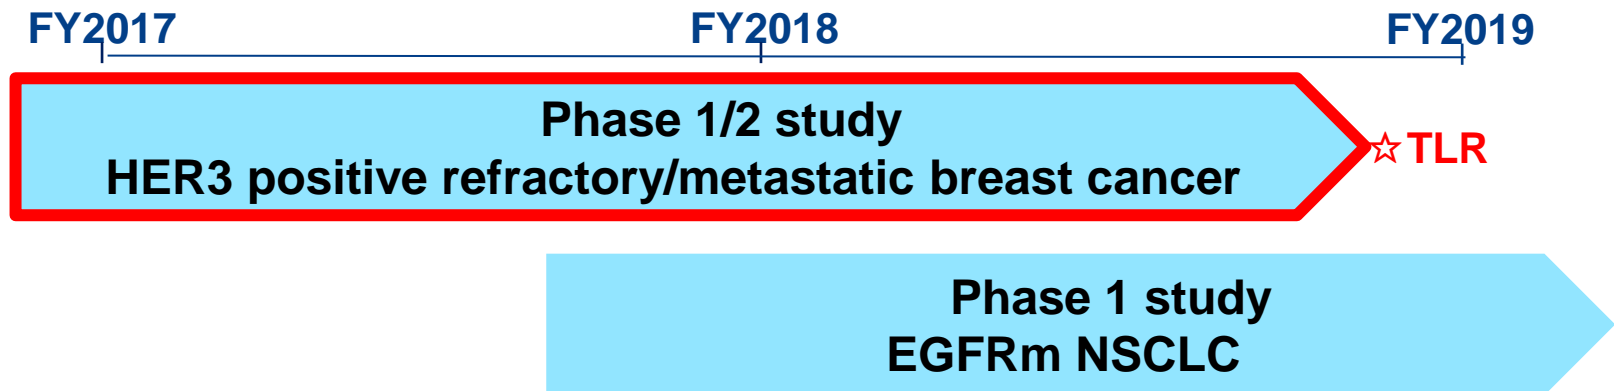 FY2017 FY2018 FY2019
Phase 1/2 study
HER3 positive refractory/metastatic breast cancer
☆TLR
Phase 1 study
EGFRm NSCLC